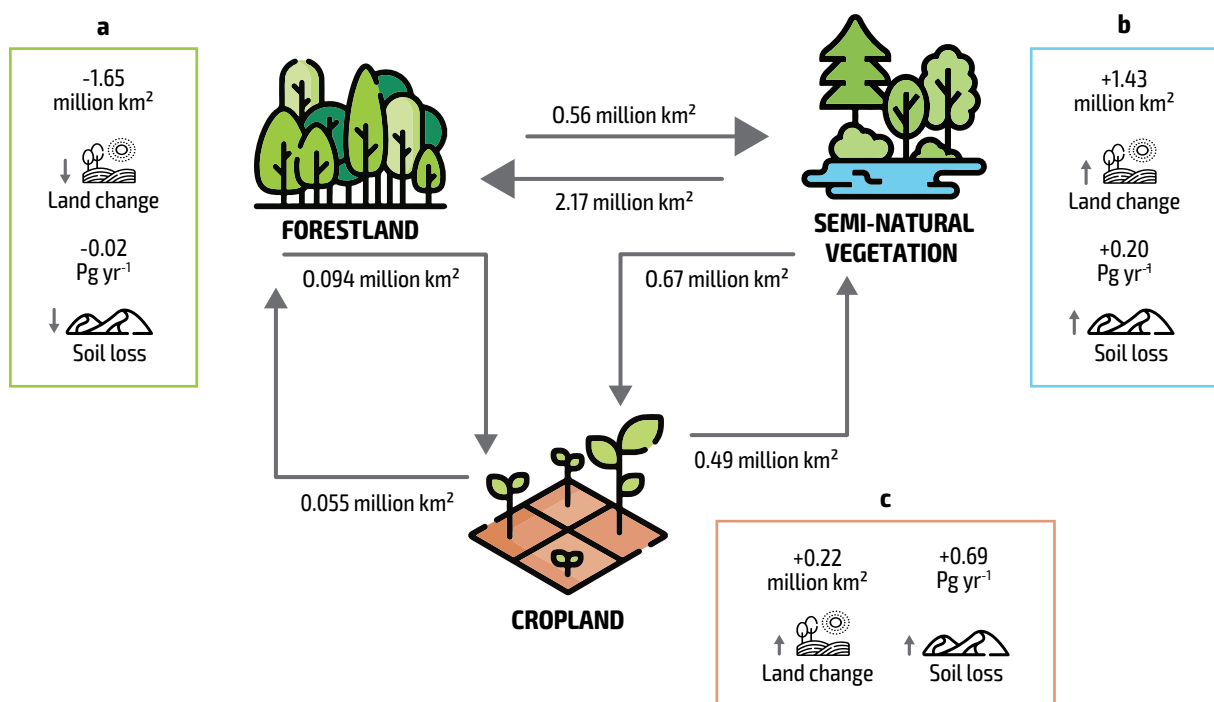 a
-1.65
million km²
Land change
-0.02
Pg yr⁻¹
Soil loss
FORESTLAND
0.56 million km²
2.17 million km²
SEMI-NATURAL
VEGETATION
b
+1.43
million km²
Land change
+0.20
Pg yr⁻¹
Soil loss
0.094 million km²
0.67 million km²
0.055 million km²
0.49 million km²
CROPLAND
c
+0.22
million km²
Land change
+0.69
Pg yr⁻¹
Soil loss